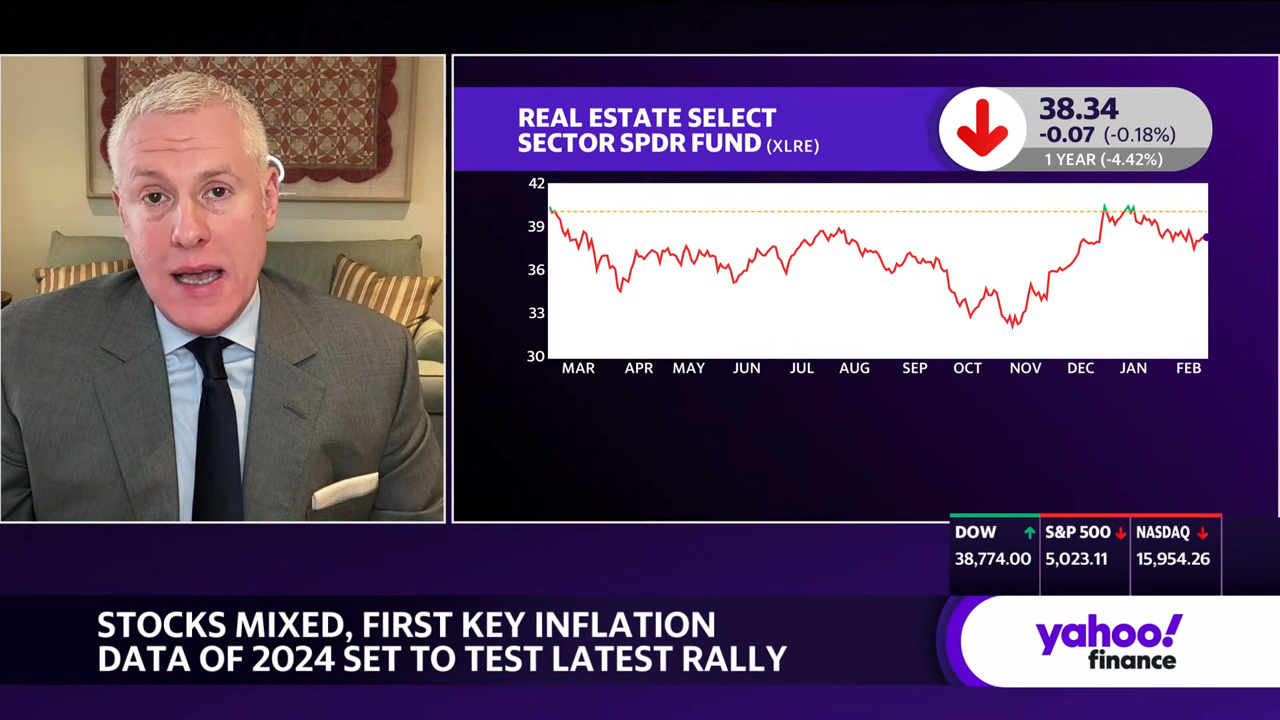 REAL ESTATE SELECT
SECTOR SPDR FUND (XLRE)
38.34
-0.07 (-0.18%)
1 YEAR (-4.42%)
42
39
36
33
30
MAR APR MAY JUN JUL AUG SEP OCT NOV DEC JAN FEB
DOW S&P 500 NASDAQ
38,774.00 5,023.11 15,954.26
STOCKS MIXED, FIRST KEY INFLATION
DATA OF 2024 SET TO TEST LATEST RALLY
yahoo!
finance